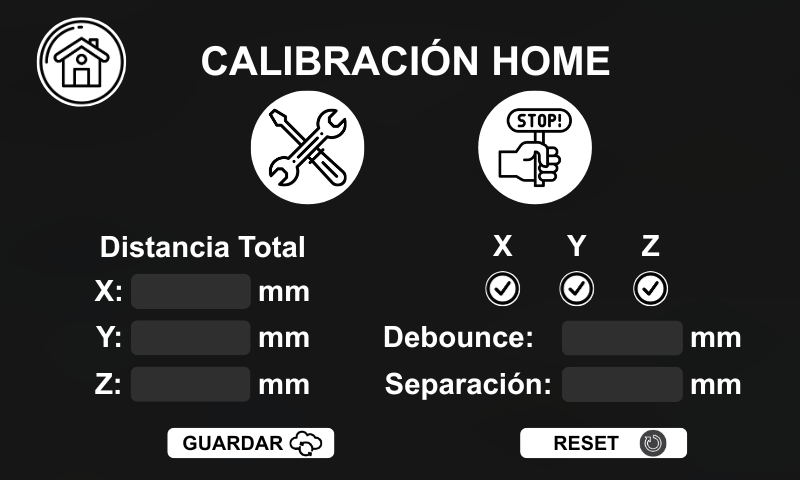 CALIBRACIÓN HOME
STOP!
Distancia Total
X: mm
Y: mm
Z: mm
X Y Z
Debounce: mm
Separación: mm
GUARDAR
RESET